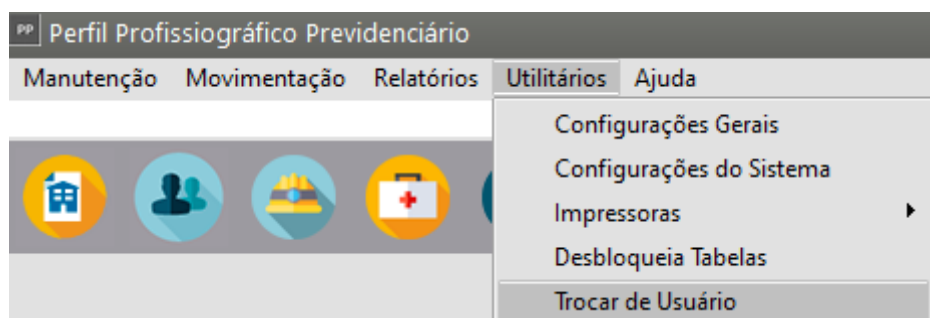 PP Perfil Profissiográfico Previdenciário
Manutenção Movimentação Relatórios Utilitários Ajuda
Configurações Gerais
Configurações do Sistema
Impressoras
Desbloqueia Tabelas
Trocar de Usuário